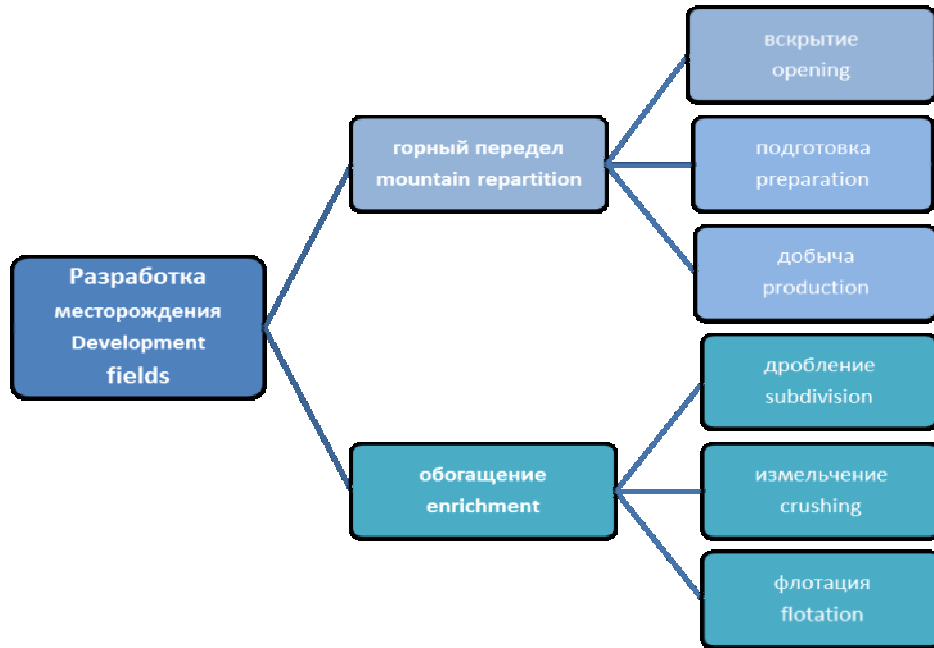 Разработка
месторождения
Development
fields
горный передел
mountain repartition
вскрытие
opening
подготовка
preparation
добыча
production
обогащение
enrichment
дробление
subdivision
измельчение
crushing
флотация
flotation